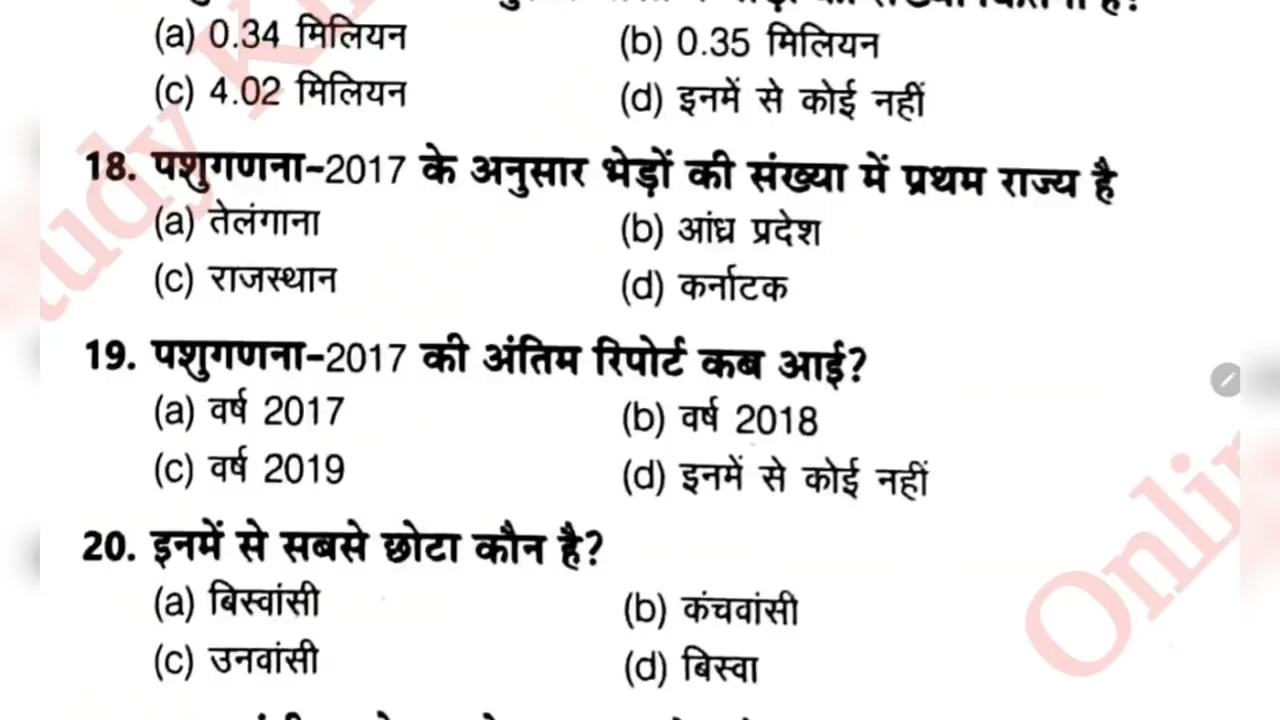 (a) 0.34 मिलियन (b) 0.35 मिलियन
(c) 4.02 मिलियन (d) इनमें से कोई नहीं
18. पशुगणना-2017 के अनुसार भेड़ों की संख्या में प्रथम राज्य है
(a) तेलंगाना (b) आंध्र प्रदेश
(c) राजस्थान (d) कर्नाटक
19. पशुगणना-2017 की अंतिम रिपोर्ट कब आई?
(a) वर्ष 2017 (b) वर्ष 2018
(c) वर्ष 2019 (d) इनमें से कोई नहीं
20. इनमें से सबसे छोटा कौन है?
(a) बिस्वांसी (b) कंचवांसी
(c) उनवांसी (d) बिस्वा